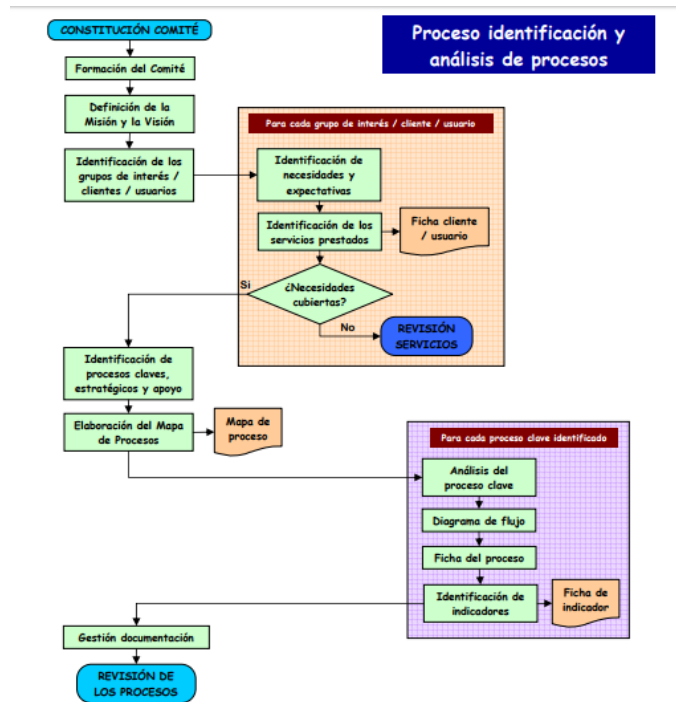 CONSTITUCIÓN COMITÉ
Proceso identificación y
análisis de procesos
Formación del Comité
Definición de la
Misión y la Visión
Identificación de los
grupos de interés /
clientes / usuarios
Para cada grupo de interés / cliente / usuario
Identificación de
necesidades y
expectativas
Identificación de los
servicios prestados
Ficha cliente
/ usuario
¿Necesidades
cubiertas?
Si
No
REVISIÓN
SERVICIOS
Identificación de
procesos claves,
estratégicos y apoyo
Elaboración del Mapa
de Procesos
Mapa de
proceso
Para cada proceso clave identificado
Análisis del
proceso clave
Diagrama de flujo
Ficha del proceso
Identificación de
indicadores
Ficha de
indicador
Gestión documentación
REVISIÓN DE
LOS PROCESOS